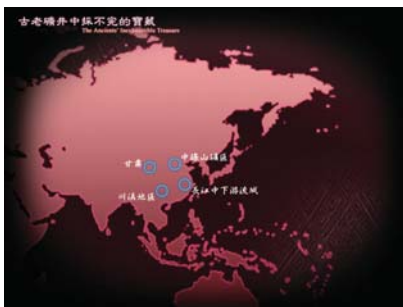 古老礦井中採不完的寶藏
The Ancients' Inexhaustible Treasure
甘肅
中條山礦區
川滇地區
長江中下游流域